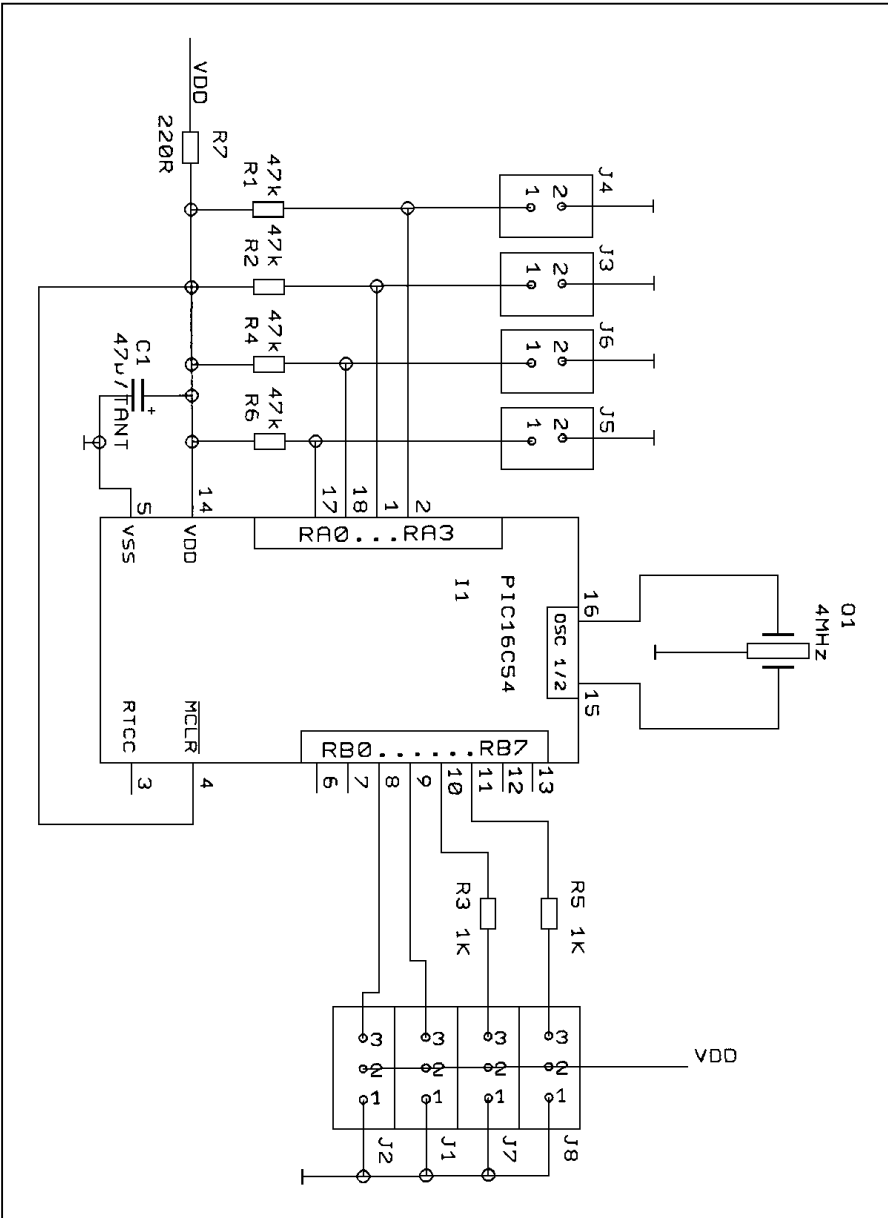 VDD
R7
220R
47k
R1
47k
R2
47k
R4
47k
R6
C1
47µ/TANT
+
J4
1 2
J3
1 2
J6
1 2
J5
1 2
14
5
17
18
1
2
VDD
VSS
RA0...RA3
I1
PIC16C54
OSC 1/2
16
15
Q1
4MHz
RTCC
MCLR
3
4
RB0......RB7
6
7
8
9
10
11
12
13
R3 1K
R5 1K
3
2
1
3
2
1
3
2
1
3
2
1
J2
J1
J7
J8
VDD